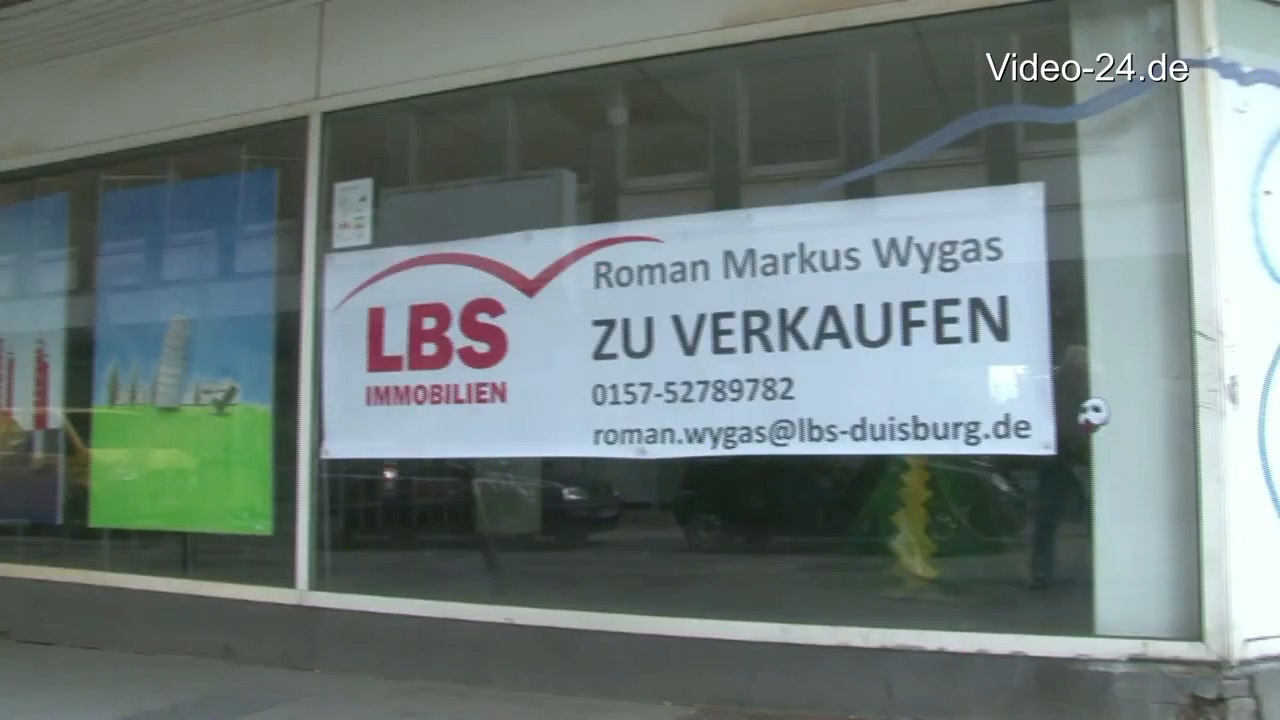 Video-24.de
LBS
IMMOBILIEN
Roman Markus Wygas
ZU VERKAUFEN
0157-52789782
roman.wygas@lbs-duisburg.de